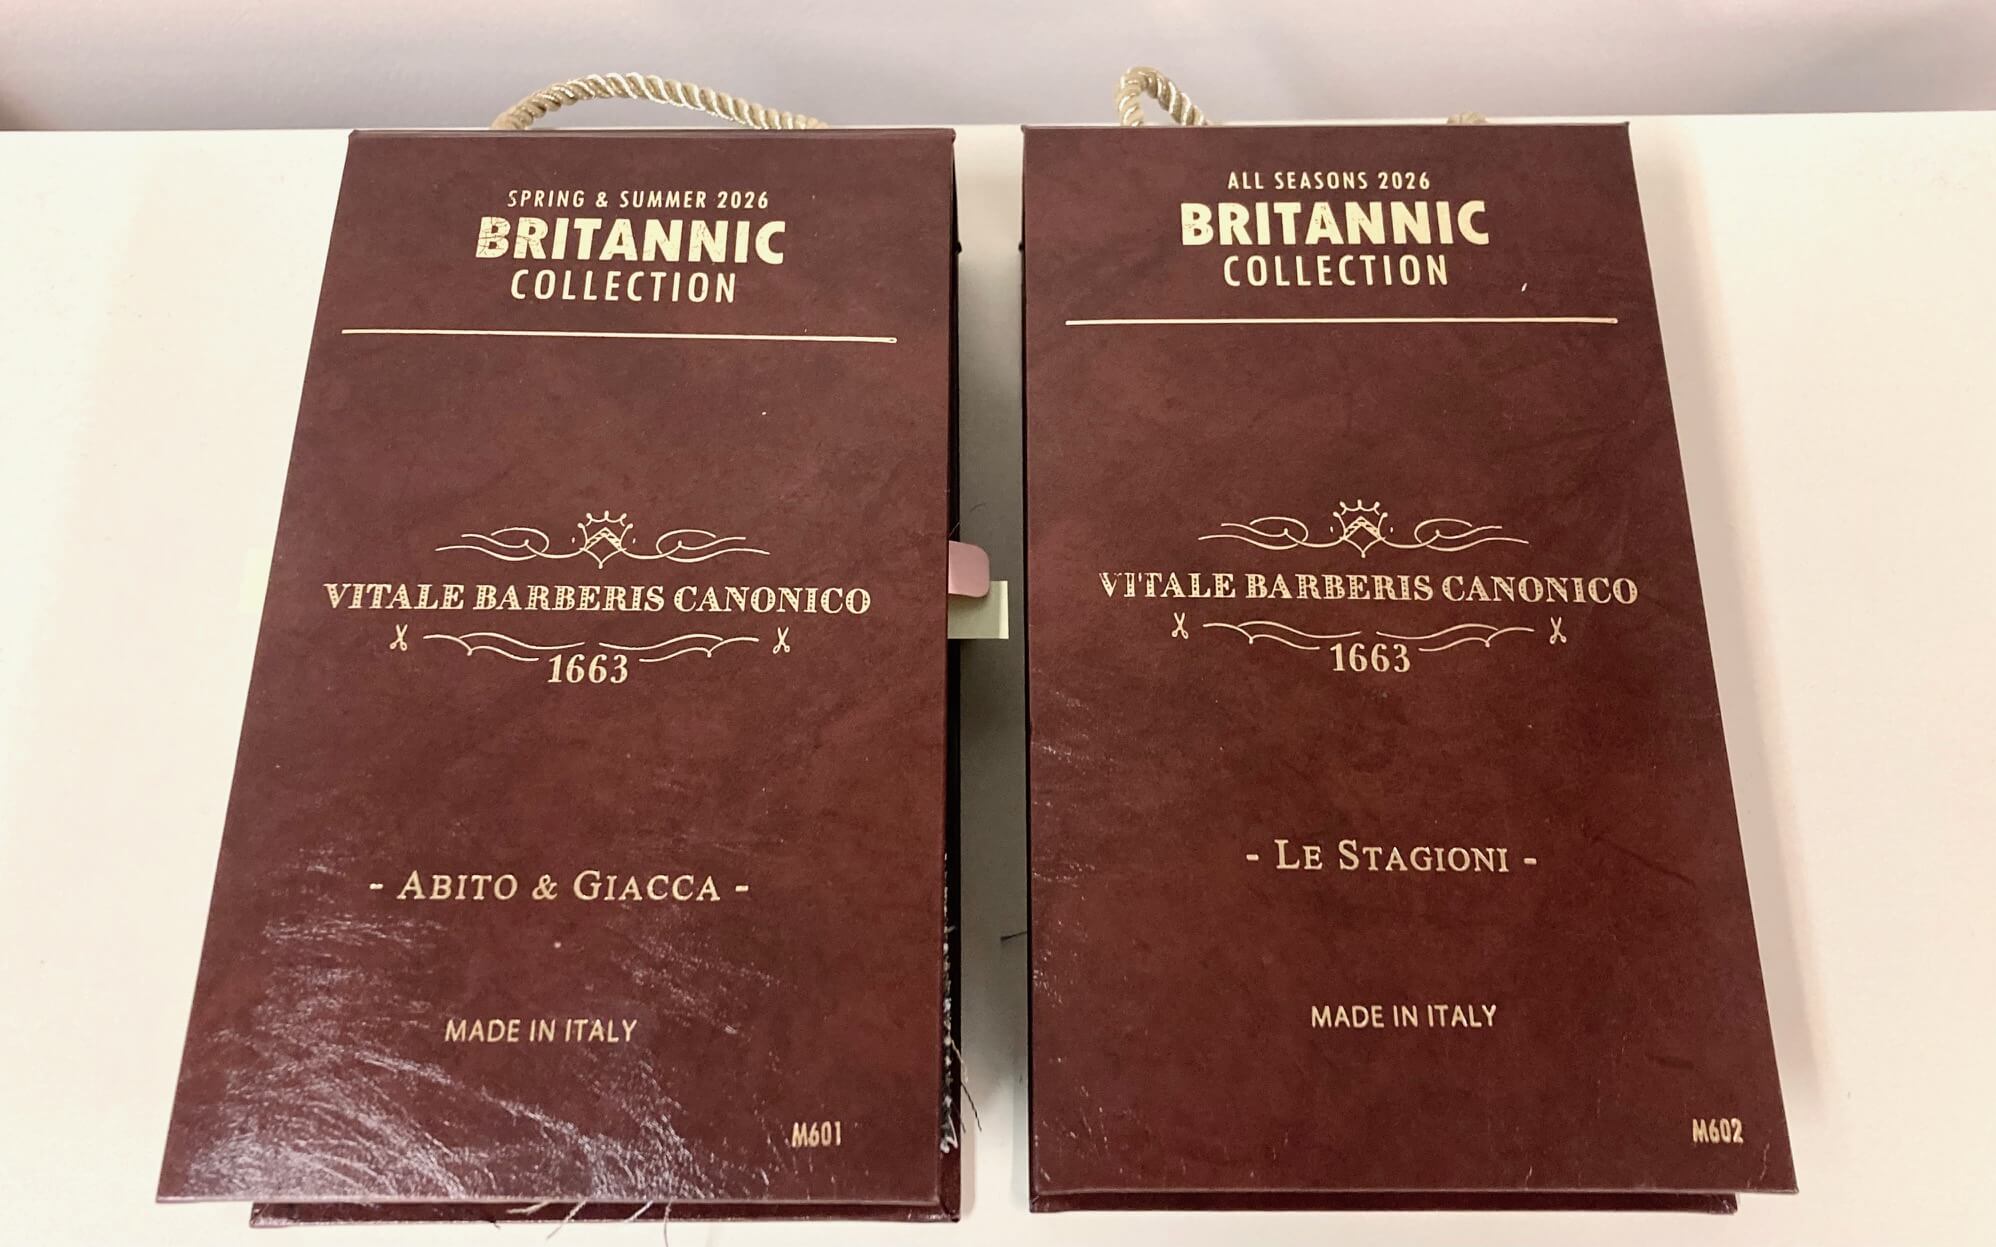 SPRING & SUMMER 2026
BRITANNIC
COLLECTION
VITALE BARBERIS CANONICO
1663
- ABITO & GIACCA -
MADE IN ITALY
M601
ALL SEASONS 2026
BRITANNIC
COLLECTION
VITALE BARBERIS CANONICO
1663
- LE STAGIONI -
MADE IN ITALY
M602